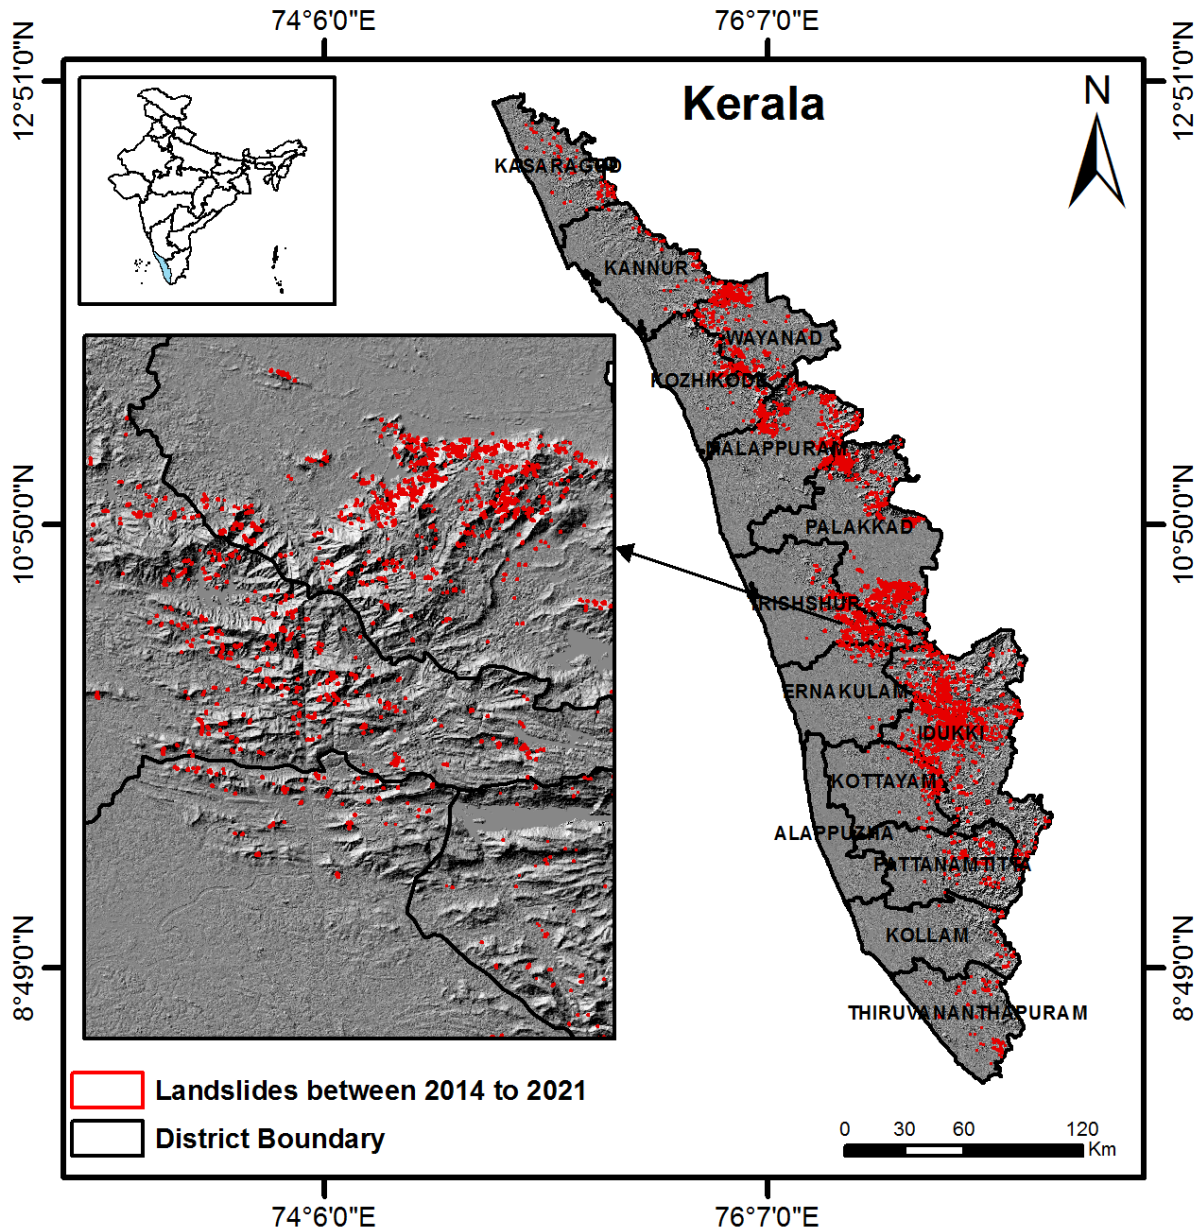 74°6'0"E
76°7'0"E
12°51'0"N
12°51'0"N
Kerala
N
KASARAGOD
KANNUR
WAYANAD
KOZHIKODE
MALAPPURAM
10°50'0"N
10°50'0"N
PALAKKAD
TRISHSHUR
ERNAKULAM
IDUKKI
KOTTAYAM
ALAPPUZHA
PATTANAMTITTA
KOLLAM
8°49'0"N
8°49'0"N
THIRUVANANTHAPURAM
Landslides between 2014 to 2021
District Boundary
0 30 60 120
Km
74°6'0"E
76°7'0"E